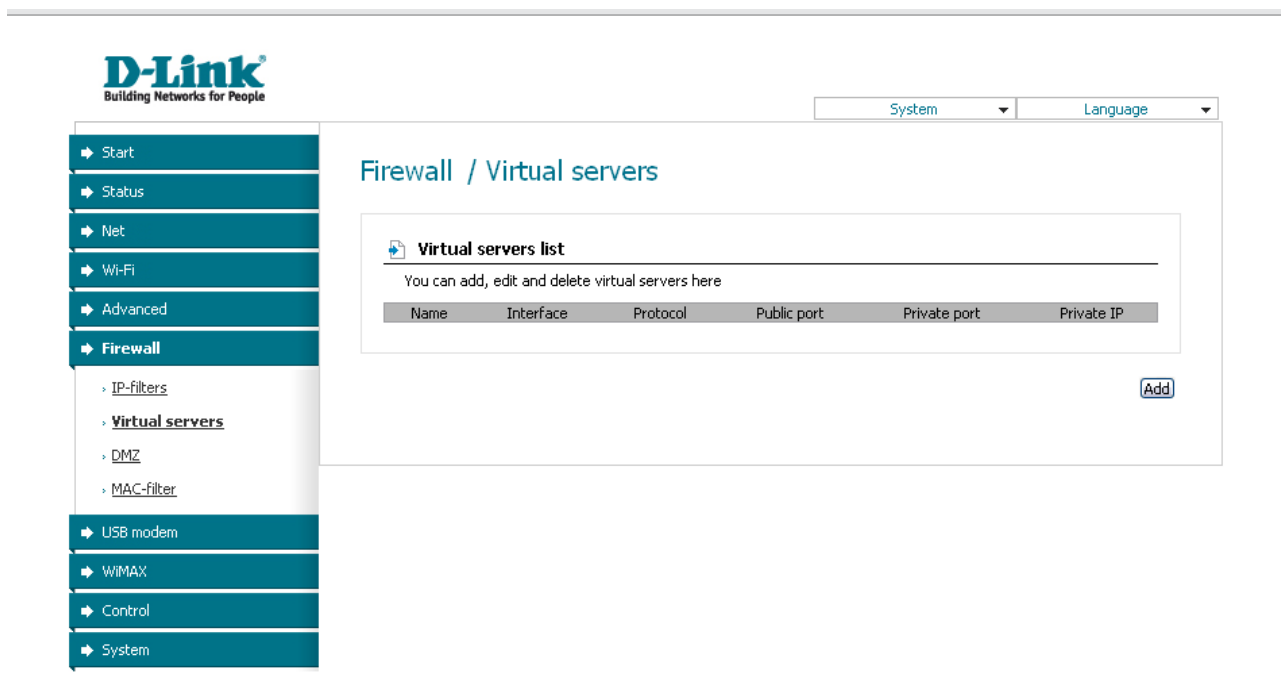 D-Link
Building Networks for People
System Language
Start
Status
Net
Wi-Fi
Advanced
Firewall
IP-filters
Virtual servers
DMZ
MAC-filter
USB modem
WiMAX
Control
System
Firewall / Virtual servers
Virtual servers list
You can add, edit and delete virtual servers here
Name Interface Protocol Public port Private port Private IP
Add